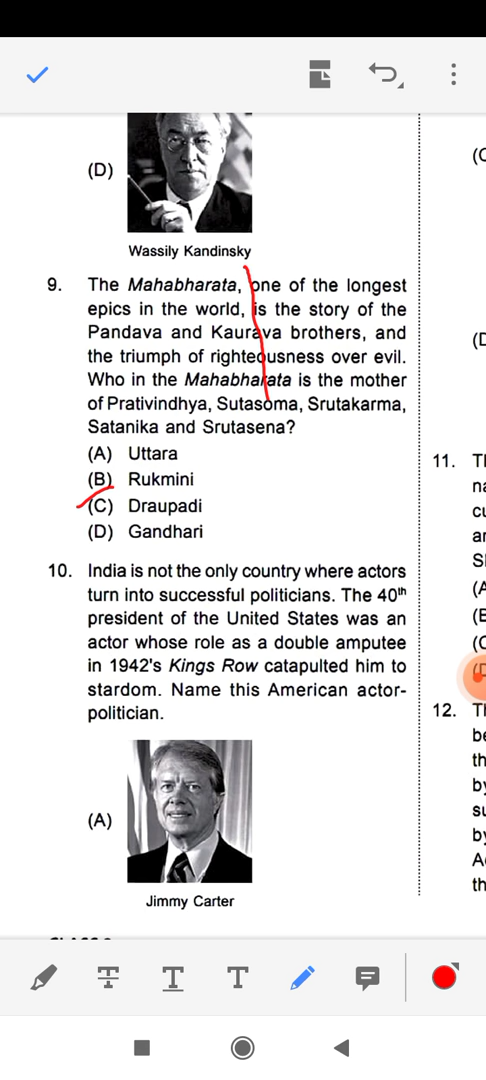 (D)
Wassily Kandinsky
9. The Mahabharata, one of the longest
epics in the world, is the story of the
Pandava and Kaurava brothers, and
the triumph of righteousness over evil.
Who in the Mahabharata is the mother
of Prativindhya, Sutasoma, Srutakarma,
Satanika and Srutasena?
(A) Uttara
(B) Rukmini
(C) Draupadi
(D) Gandhari
10. India is not the only country where actors
turn into successful politicians. The 40th
president of the United States was an
actor whose role as a double amputee
in 1942's Kings Row catapulted him to
stardom. Name this American actor-
politician.
(A)
Jimmy Carter
11.
12.
T
T
T